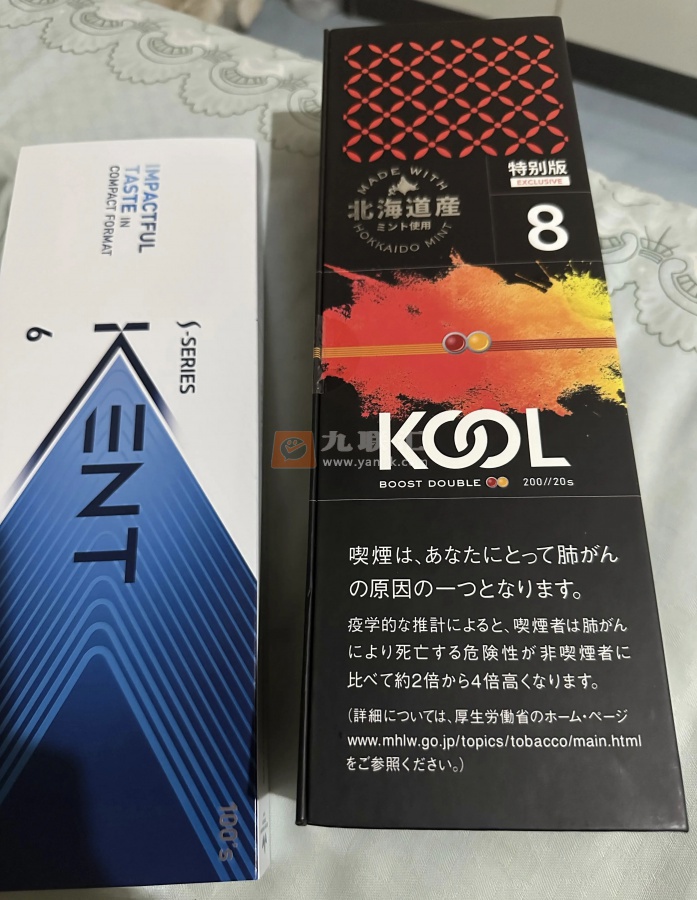 IMPACTFUL
TASTE IN
COMPACT FORMAT
S-SERIES
6
KENT
100's
MADE WITH
北海道産
ミント使用
HOKKAIDO MINT
特别版
EXCLUSIVE
8
KOOL
BOOST DOUBLE 200//20s
喫煙は、あなたにとって肺がん
の原因の一つとなります。
疫学的な推計によると、喫煙者は肺がん
により死亡する危険性が非喫煙者に
比べて約2倍から4倍高くなります。
(詳細については、厚生労働省のホーム・ページ
www.mhlw.go.jp/topics/tobacco/main.html
をご参照ください。)
九联